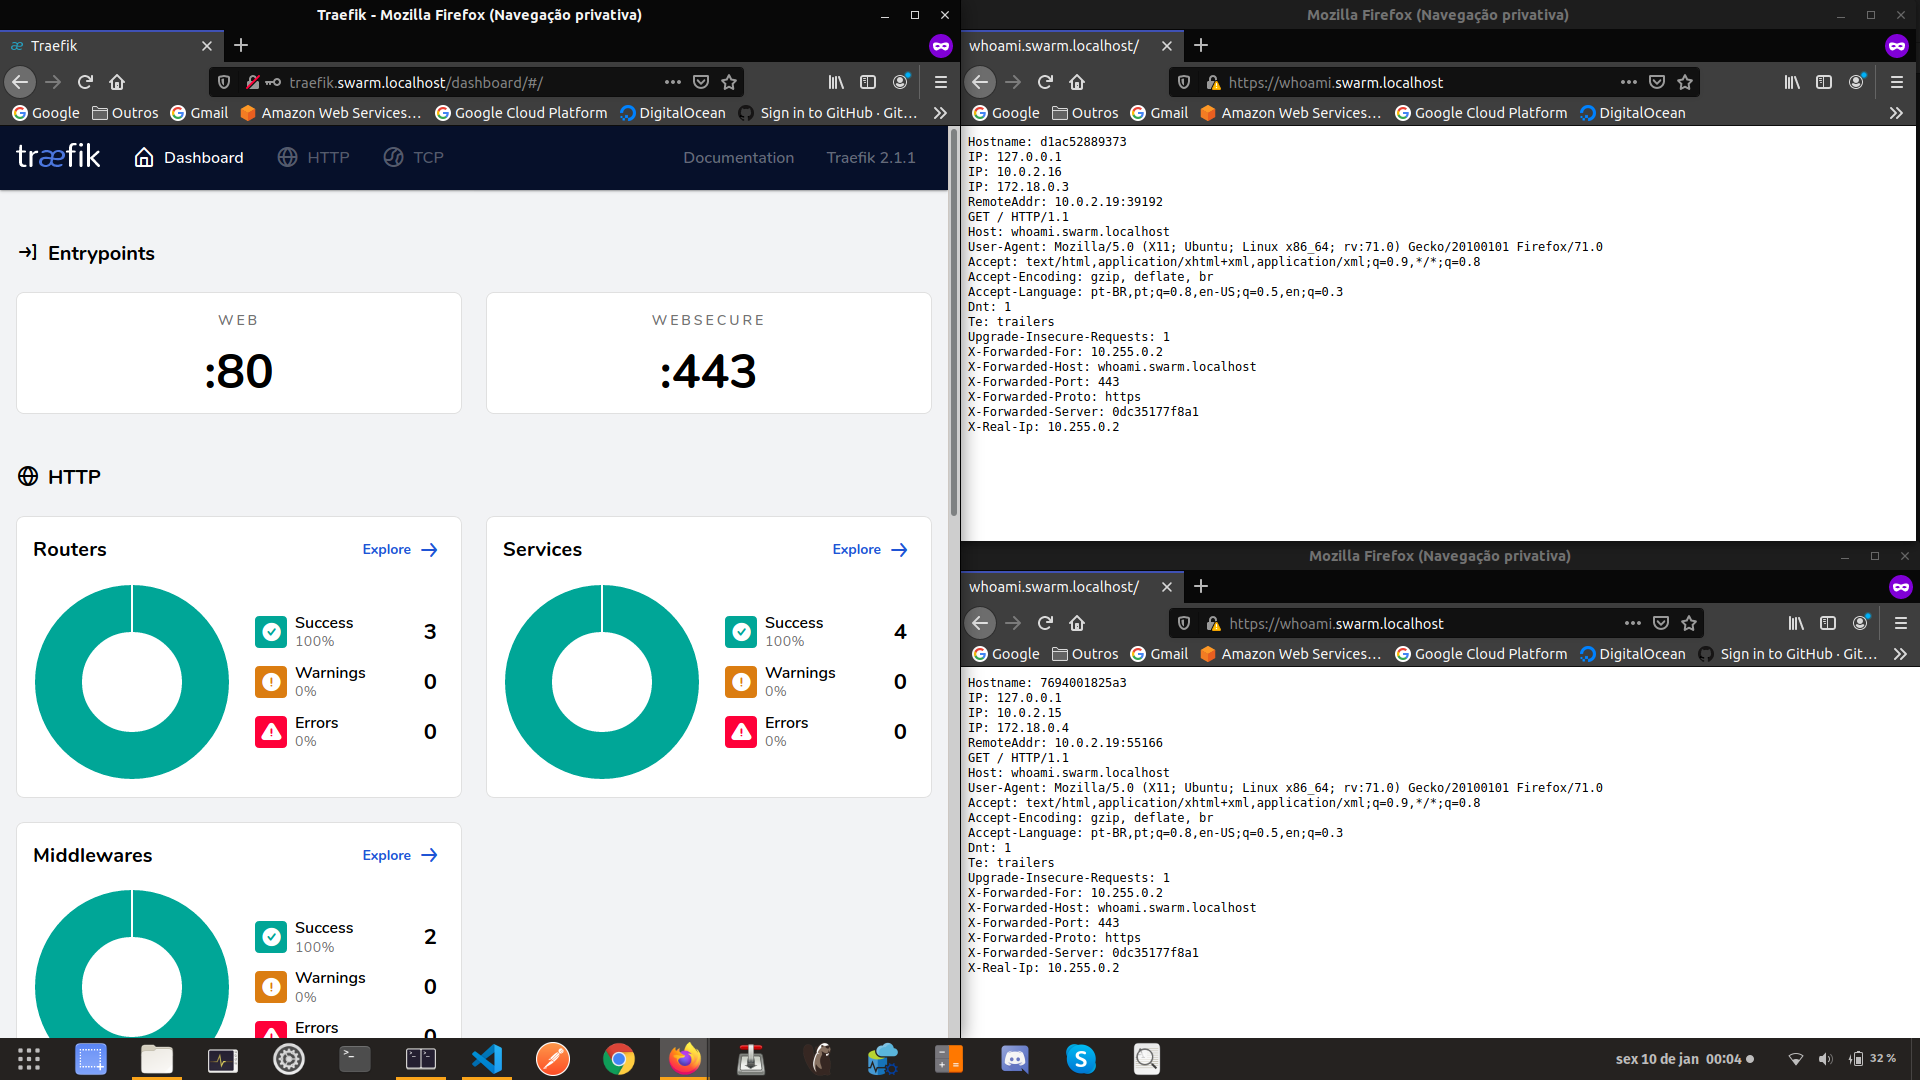 Traefik - Mozilla Firefox (Navegação privativa)
Traefik
traefik.swarm.localhost/dashboard/#/
Google Outros Gmail Amazon Web Services… Google Cloud Platform DigitalOcean Sign in to GitHub · Git…
træfik Dashboard HTTP TCP Documentation Traefik 2.1.1
Entrypoints
WEB
:80
WEBSECURE
:443
HTTP
Routers Explore
Success 3
100%
Warnings 0
0%
Errors 0
0%
Services Explore
Success 4
100%
Warnings 0
0%
Errors 0
0%
Middlewares Explore
Success 2
100%
Warnings 0
0%
Errors 0
Mozilla Firefox (Navegação privativa)
whoami.swarm.localhost/
https://whoami.swarm.localhost
Google Outros Gmail Amazon Web Services… Google Cloud Platform DigitalOcean
Hostname: d1ac52889373
IP: 127.0.0.1
IP: 10.0.2.16
IP: 172.18.0.3
RemoteAddr: 10.0.2.19:39192
GET / HTTP/1.1
Host: whoami.swarm.localhost
User-Agent: Mozilla/5.0 (X11; Ubuntu; Linux x86_64; rv:71.0) Gecko/20100101 Firefox/71.0
Accept: text/html,application/xhtml+xml,application/xml;q=0.9,*/*;q=0.8
Accept-Encoding: gzip, deflate, br
Accept-Language: pt-BR,pt;q=0.8,en-US;q=0.5,en;q=0.3
Dnt: 1
Te: trailers
Upgrade-Insecure-Requests: 1
X-Forwarded-For: 10.255.0.2
X-Forwarded-Host: whoami.swarm.localhost
X-Forwarded-Port: 443
X-Forwarded-Proto: https
X-Forwarded-Server: 0dc35177f8a1
X-Real-Ip: 10.255.0.2
Mozilla Firefox (Navegação privativa)
whoami.swarm.localhost/
https://whoami.swarm.localhost
Google Outros Gmail Amazon Web Services… Google Cloud Platform DigitalOcean Sign in to GitHub · Git…
Hostname: 7694001825a3
IP: 127.0.0.1
IP: 10.0.2.15
IP: 172.18.0.4
RemoteAddr: 10.0.2.19:55166
GET / HTTP/1.1
Host: whoami.swarm.localhost
User-Agent: Mozilla/5.0 (X11; Ubuntu; Linux x86_64; rv:71.0) Gecko/20100101 Firefox/71.0
Accept: text/html,application/xhtml+xml,application/xml;q=0.9,*/*;q=0.8
Accept-Encoding: gzip, deflate, br
Accept-Language: pt-BR,pt;q=0.8,en-US;q=0.5,en;q=0.3
Dnt: 1
Te: trailers
Upgrade-Insecure-Requests: 1
X-Forwarded-For: 10.255.0.2
X-Forwarded-Host: whoami.swarm.localhost
X-Forwarded-Port: 443
X-Forwarded-Proto: https
X-Forwarded-Server: 0dc35177f8a1
X-Real-Ip: 10.255.0.2
sex 10 de jan 00:04 32 %